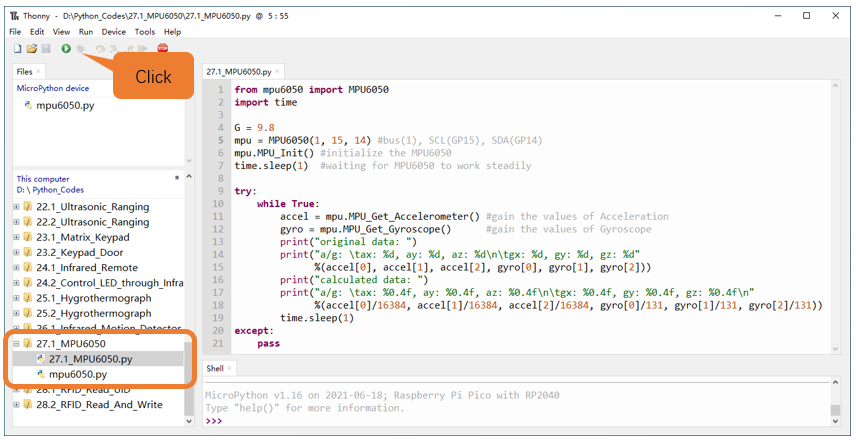 Thonny - D:\Python_Codes\27.1_MPU6050\27.1_MPU6050.py @ 5 : 55
File Edit View Run Device Tools Help
STOP
Click
Files ×
MicroPython device
mpu6050.py
This computer
D: \ Python_Codes
22.1_Ultrasonic_Ranging
22.2_Ultrasonic_Ranging
23.1_Matrix_Keypad
23.2_Keypad_Door
24.1_Infrared_Remote
24.2_Control_LED_through_Infra
25.1_Hygrothermograph
25.2_Hygrothermograph
26.1_Infrared_Motion_Detector
27.1_MPU6050
27.1_MPU6050.py
mpu6050.py
28.1_RFID_Read_UID
28.2_RFID_Read_And_Write
27.1_MPU6050.py ×
1 from mpu6050 import MPU6050
2 import time
3
4 G = 9.8
5 mpu = MPU6050(1, 15, 14) #bus(1), SCL(GP15), SDA(GP14)
6 mpu.MPU_Init() #initialize the MPU6050
7 time.sleep(1) #waiting for MPU6050 to work steadily
8
9 try:
10 while True:
11 accel = mpu.MPU_Get_Accelerometer() #gain the values of Acceleration
12 gyro = mpu.MPU_Get_Gyroscope() #gain the values of Gyroscope
13 print("original data: ")
14 print("a/g: \tax: %d, ay: %d, az: %d\n\tgx: %d, gy: %d, gz: %d"
15 %(accel[0], accel[1], accel[2], gyro[0], gyro[1], gyro[2]))
16 print("calculated data: ")
17 print("a/g: \tax: %0.4f, ay: %0.4f, az: %0.4f\n\tgx: %0.4f, gy: %0.4f, gz: %0.4f\n"
18 %(accel[0]/16384, accel[1]/16384, accel[2]/16384, gyro[0]/131, gyro[1]/131, gyro[2]/131))
19 time.sleep(1)
20 except:
21 pass
Shell ×
MicroPython v1.16 on 2021-06-18; Raspberry Pi Pico with RP2040
Type "help()" for more information.
>>>